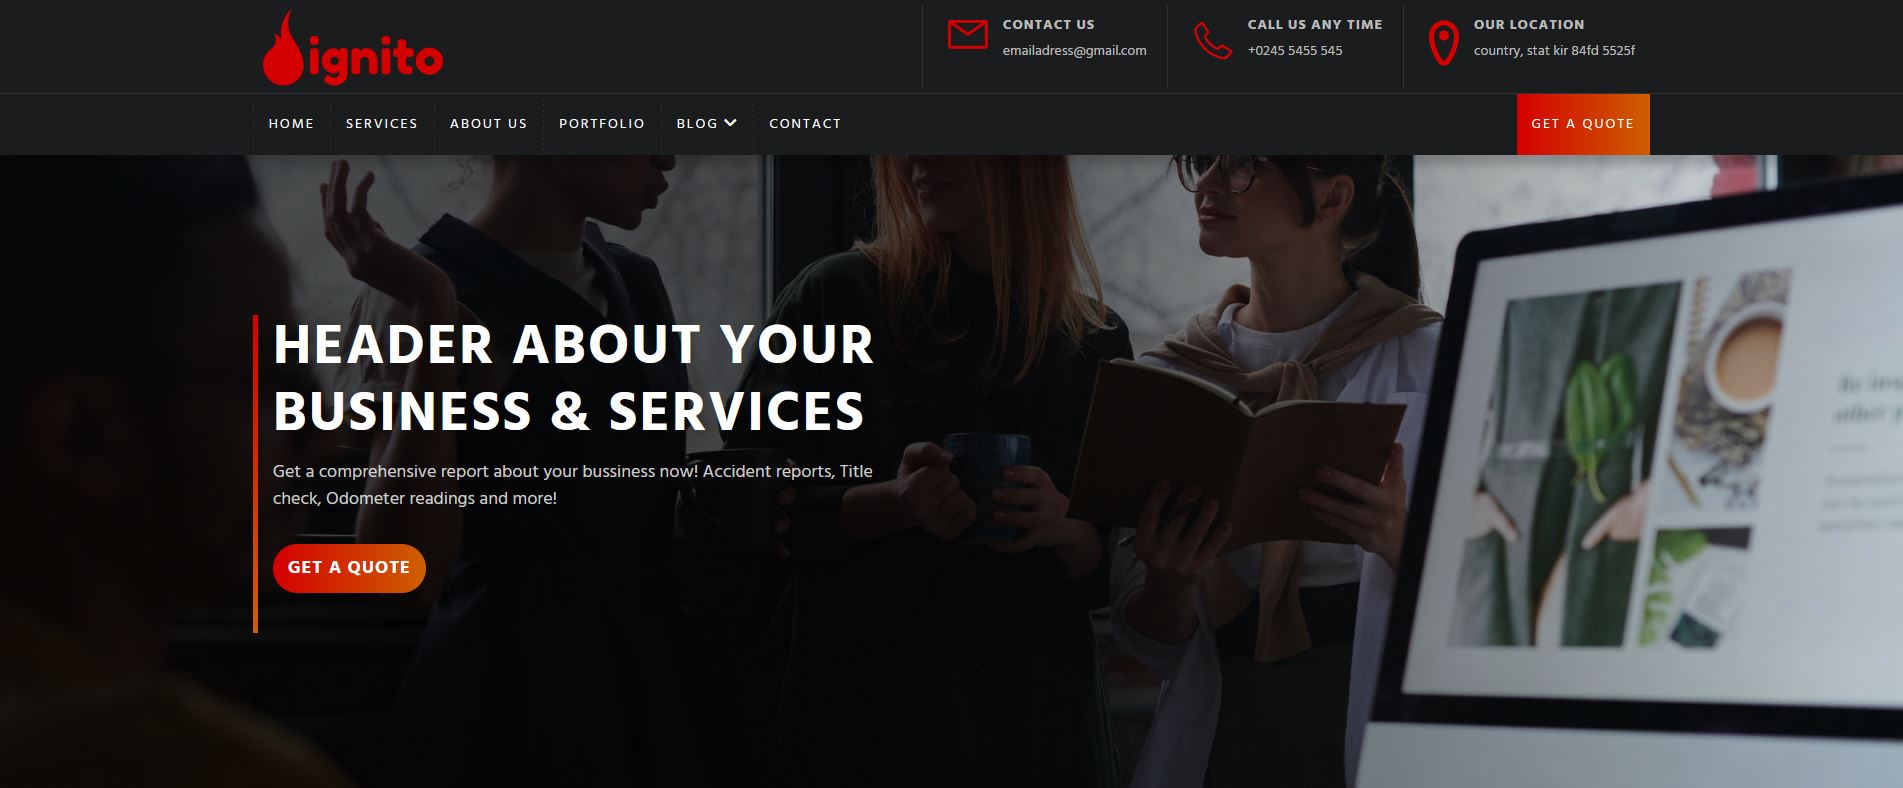 ignito
CONTACT US
emailadress@gmail.com
CALL US ANY TIME
+0245 5455 545
OUR LOCATION
country, stat kir 84fd 5525f
HOME
SERVICES
ABOUT US
PORTFOLIO
BLOG
CONTACT
GET A QUOTE
HEADER ABOUT YOUR
BUSINESS & SERVICES
Get a comprehensive report about your bussiness now! Accident reports, Title
check, Odometer readings and more!
GET A QUOTE